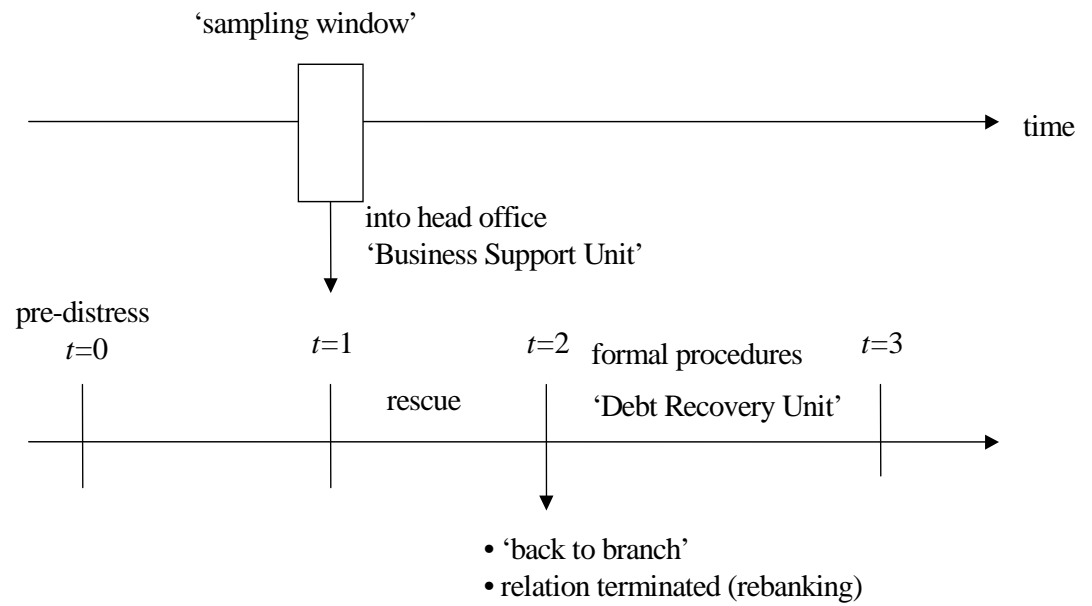 ‘sampling window’
time
into head office
‘Business Support Unit’
pre-distress
t=0
t=1
t=2
formal procedures
t=3
rescue
‘Debt Recovery Unit’
• ‘back to branch’
• relation terminated (rebanking)